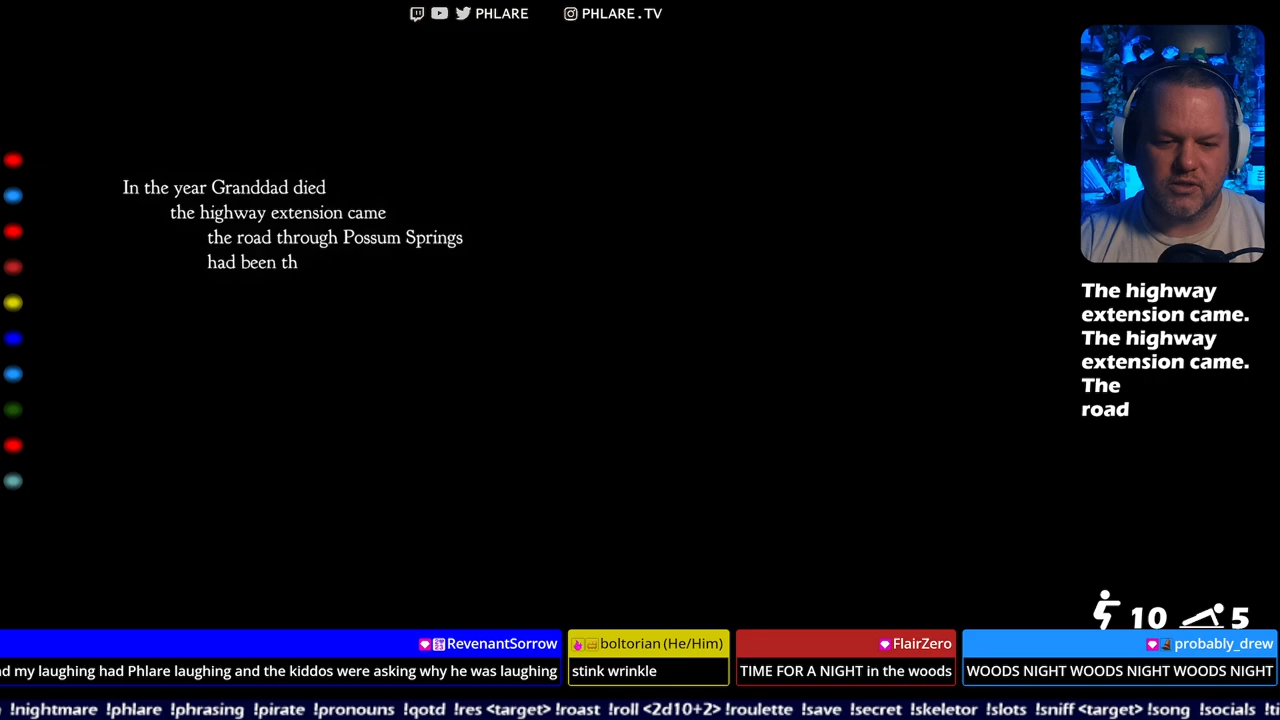 PHLARE PHLARE.TV
In the year Granddad died
the highway extension came
the road through Possum Springs
had been th
The highway
extension came.
The highway
extension came.
The
road
10 5
RevenantSorrow
d my laughing had Phlare laughing and the kiddos were asking why he was laughing
boltorian (He/Him)
stink wrinkle
FlairZero
TIME FOR A NIGHT in the woods
probably_drew
WOODS NIGHT WOODS NIGHT WOODS NIGHT
!nightmare !phlare !phrasing !pirate !pronouns !qotd !res <target> !roast !roll <2d10+2> !roulette !save !secret !skeletor !slots !sniff <target> !song !socials !ti